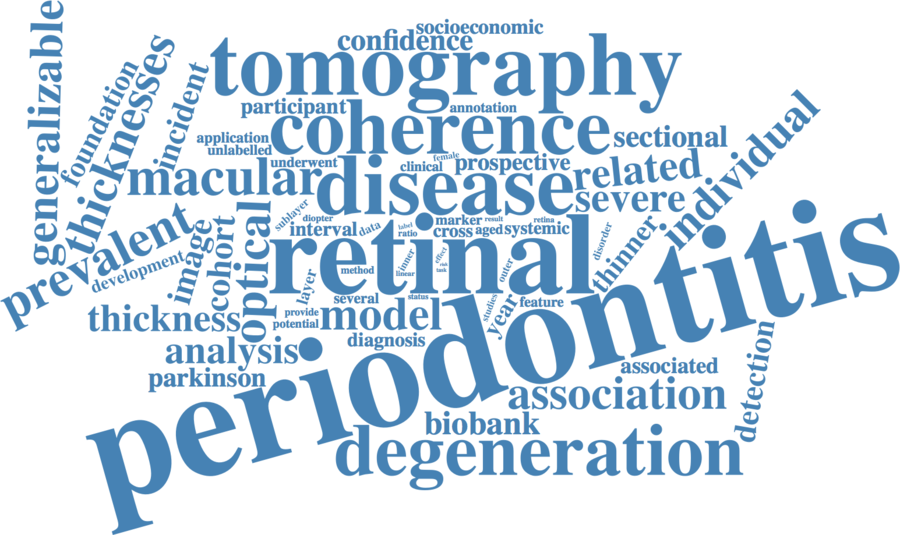 socioeconomic
confidence
tomography
generalizable
foundation
thicknesses
incident
participant
annotation
coherence
sectional
application
unlabelled
underwent
clinical
female
prospective
individual
macular
disease
related
severe
prevalent
development
image
cohort
optical
sublayer
diopter
interval
data
label
ratio
marker
result
cross
aged
retina
systemic
retinal
method
inner
linear
effect
risk
task
outer
disorder
thinner
layer
several
status
provide
potential
model
studies
year
feature
thickness
diagnosis
analysis
parkinson
periodontitis
associated
association
detection
biobank
degeneration